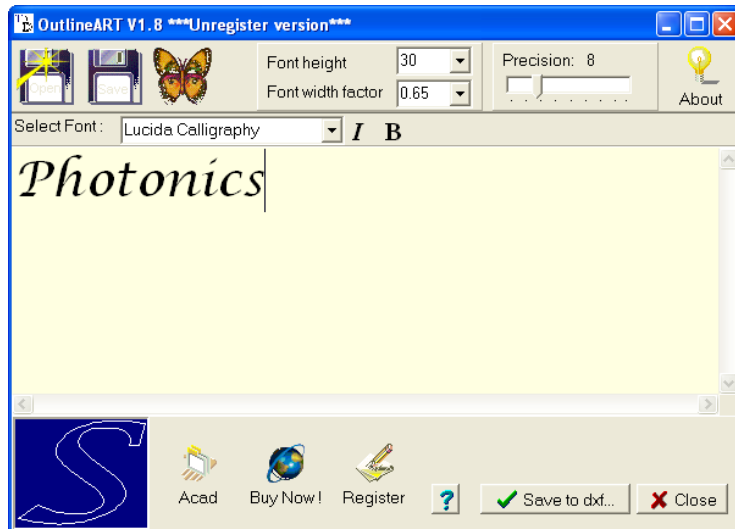 OutlineART V1.8 ***Unregister version***
Open
Save
Font height
30
Font width factor
0.65
Precision: 8
About
Select Font :
Lucida Calligraphy
I B
Photonics
S
Acad
Buy Now!
Register
?
Save to dxf...
Close